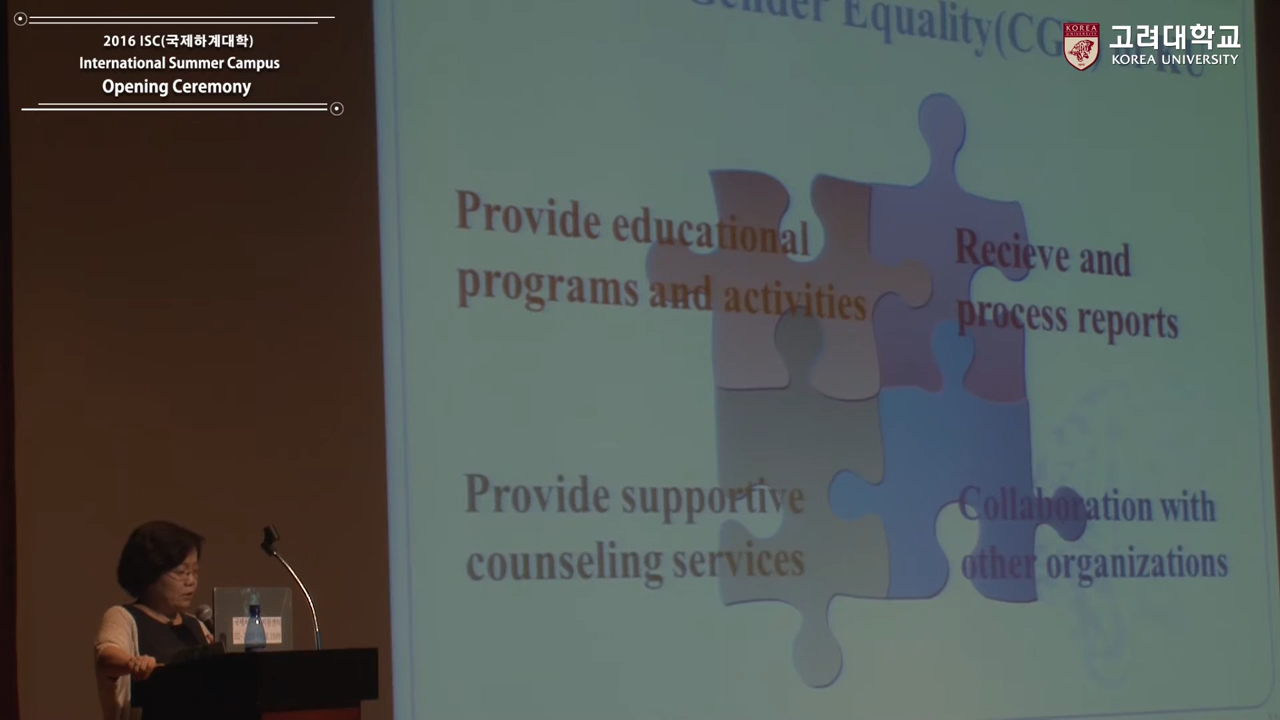 2016 ISC(국제하계대학)
International Summer Campus
Opening Ceremony
고려대학교
KOREA
UNIVERSITY
KOREA UNIVERSITY
Gender Equality(CG
Provide educational
programs and activities
Recieve and
process reports
Provide supportive
counseling services
Collaboration with
other organizations